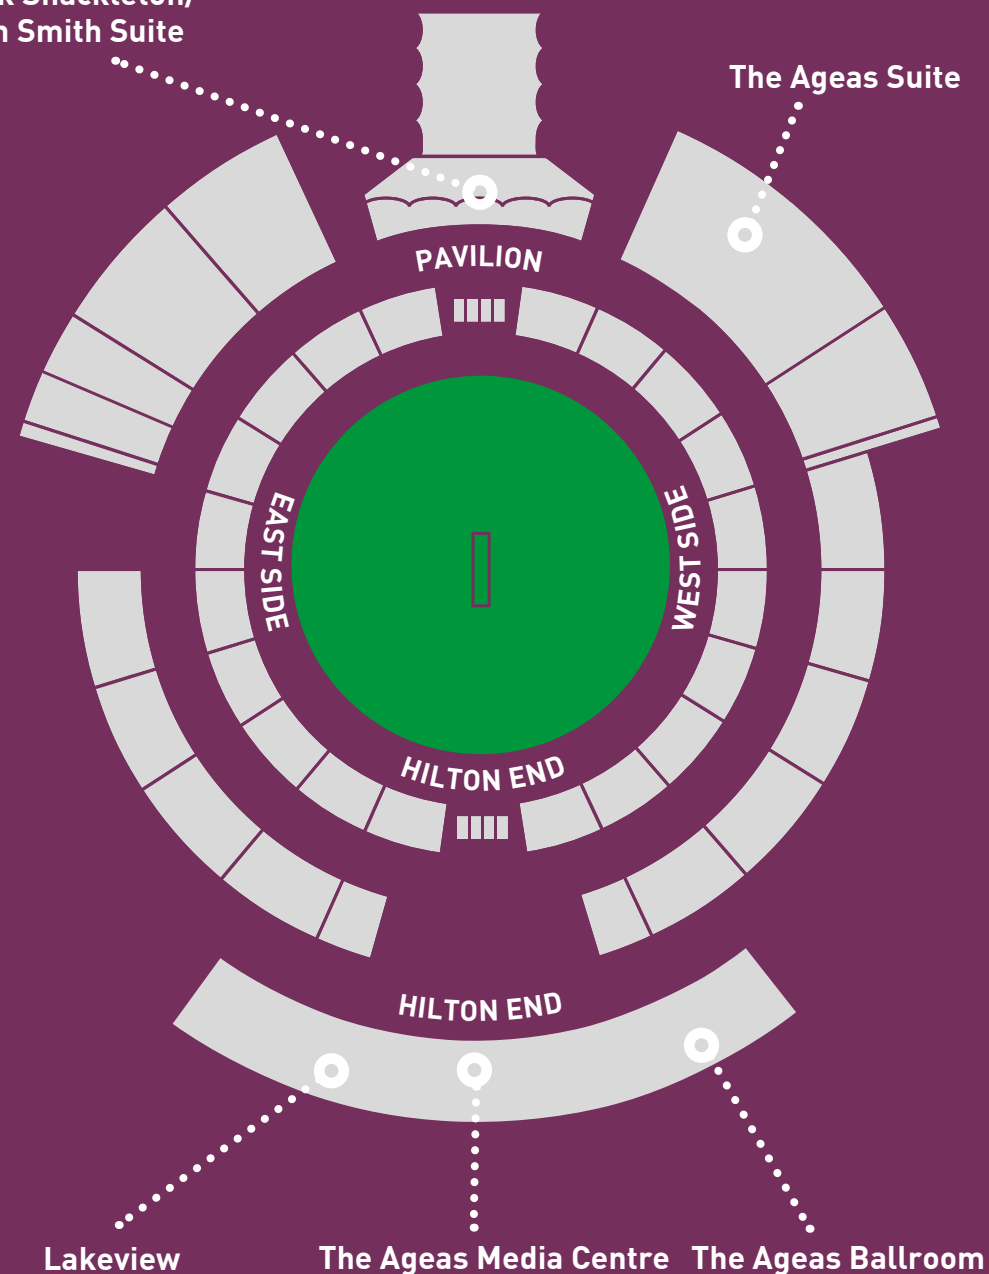 Smith Suite
The Ageas Suite
PAVILION
EAST SIDE
WEST SIDE
HILTON END
HILTON END
Lakeview
The Ageas Media Centre
The Ageas Ballroom